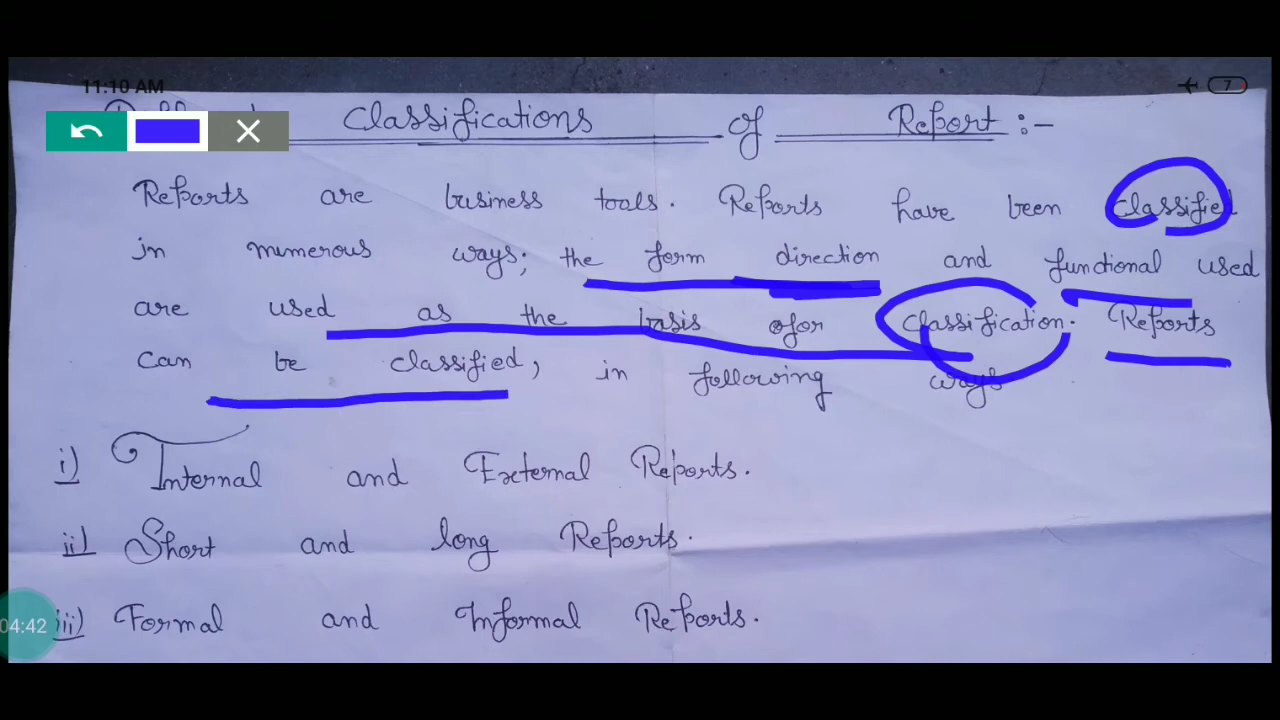 11:10 AM
7
Classifications of Report :-
Reports are business tools. Reports have been classified
in numerous ways; the form direction and functional used
are used as the basis ofor classification. Reports
can be classified, in following ways
i) Internal and External Reports.
ii) Short and long Reports.
iii) Formal and Informal Reports.
04:42